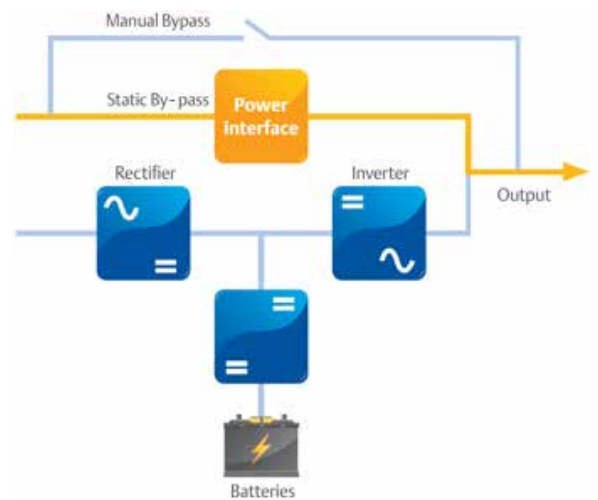 Manual Bypass
Static By-pass
Power
interface
Rectifier
Inverter
Output
Batteries